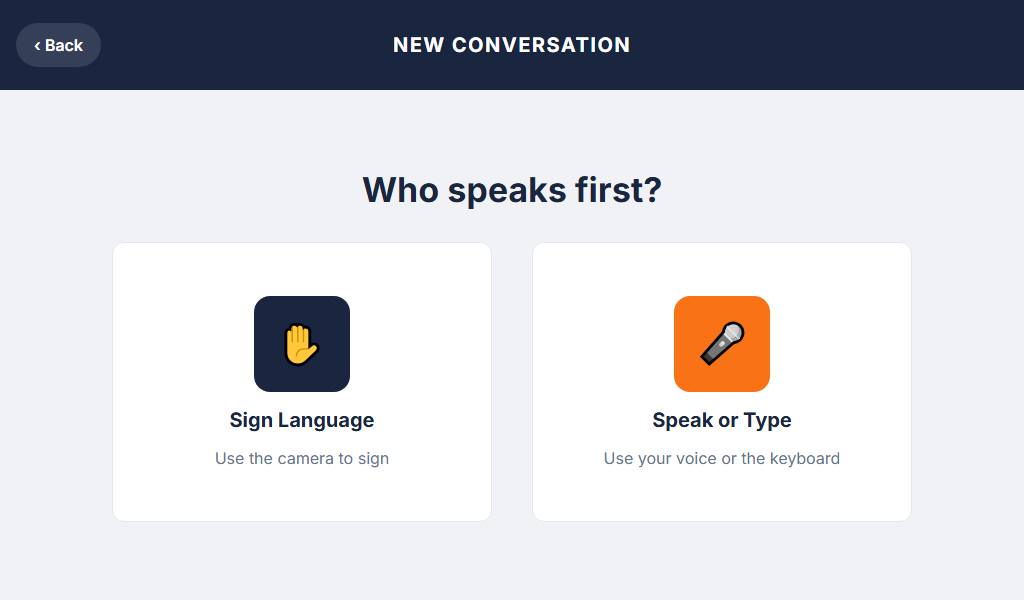 ‹ Back
NEW CONVERSATION
Who speaks first?
Sign Language
Use the camera to sign
Speak or Type
Use your voice or the keyboard